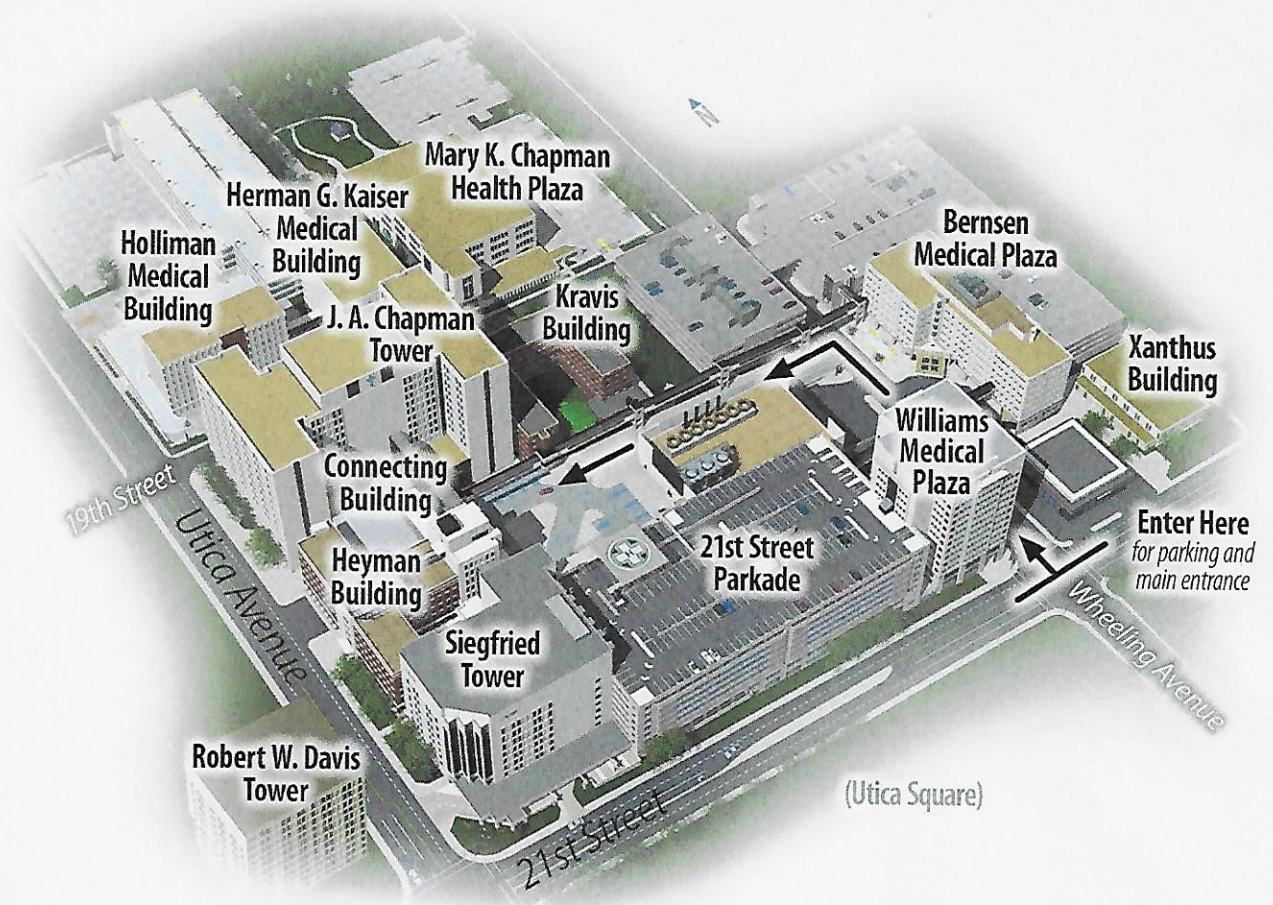 N
Mary K. Chapman
Health Plaza
Herman G. Kaiser
Medical
Building
Holliman
Medical
Building
Bernsen
Medical Plaza
Kravis
Building
J. A. Chapman
Tower
Xanthus
Building
Williams
Medical
Plaza
Connecting
Building
19th Street
Utica Avenue
Enter Here
for parking and
main entrance
21st Street
Parkade
Heyman
Building
Wheeling Avenue
Siegfried
Tower
Robert W. Davis
Tower
(Utica Square)
21st Street